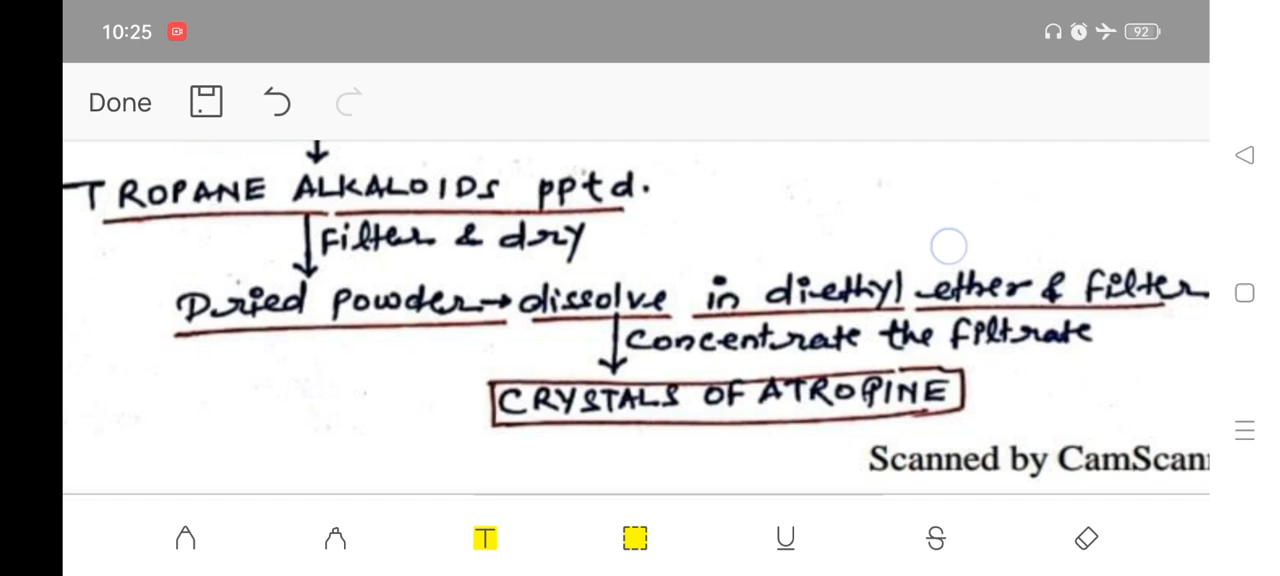 10:25
92
Done
TROPANE ALKALOIDS pptd.
Filter & dry
Dried Powder → dissolve in diethyl ether & filter
Concentrate the filtrate
CRYSTALS OF ATROPINE
Scanned by CamScan
T
U
S